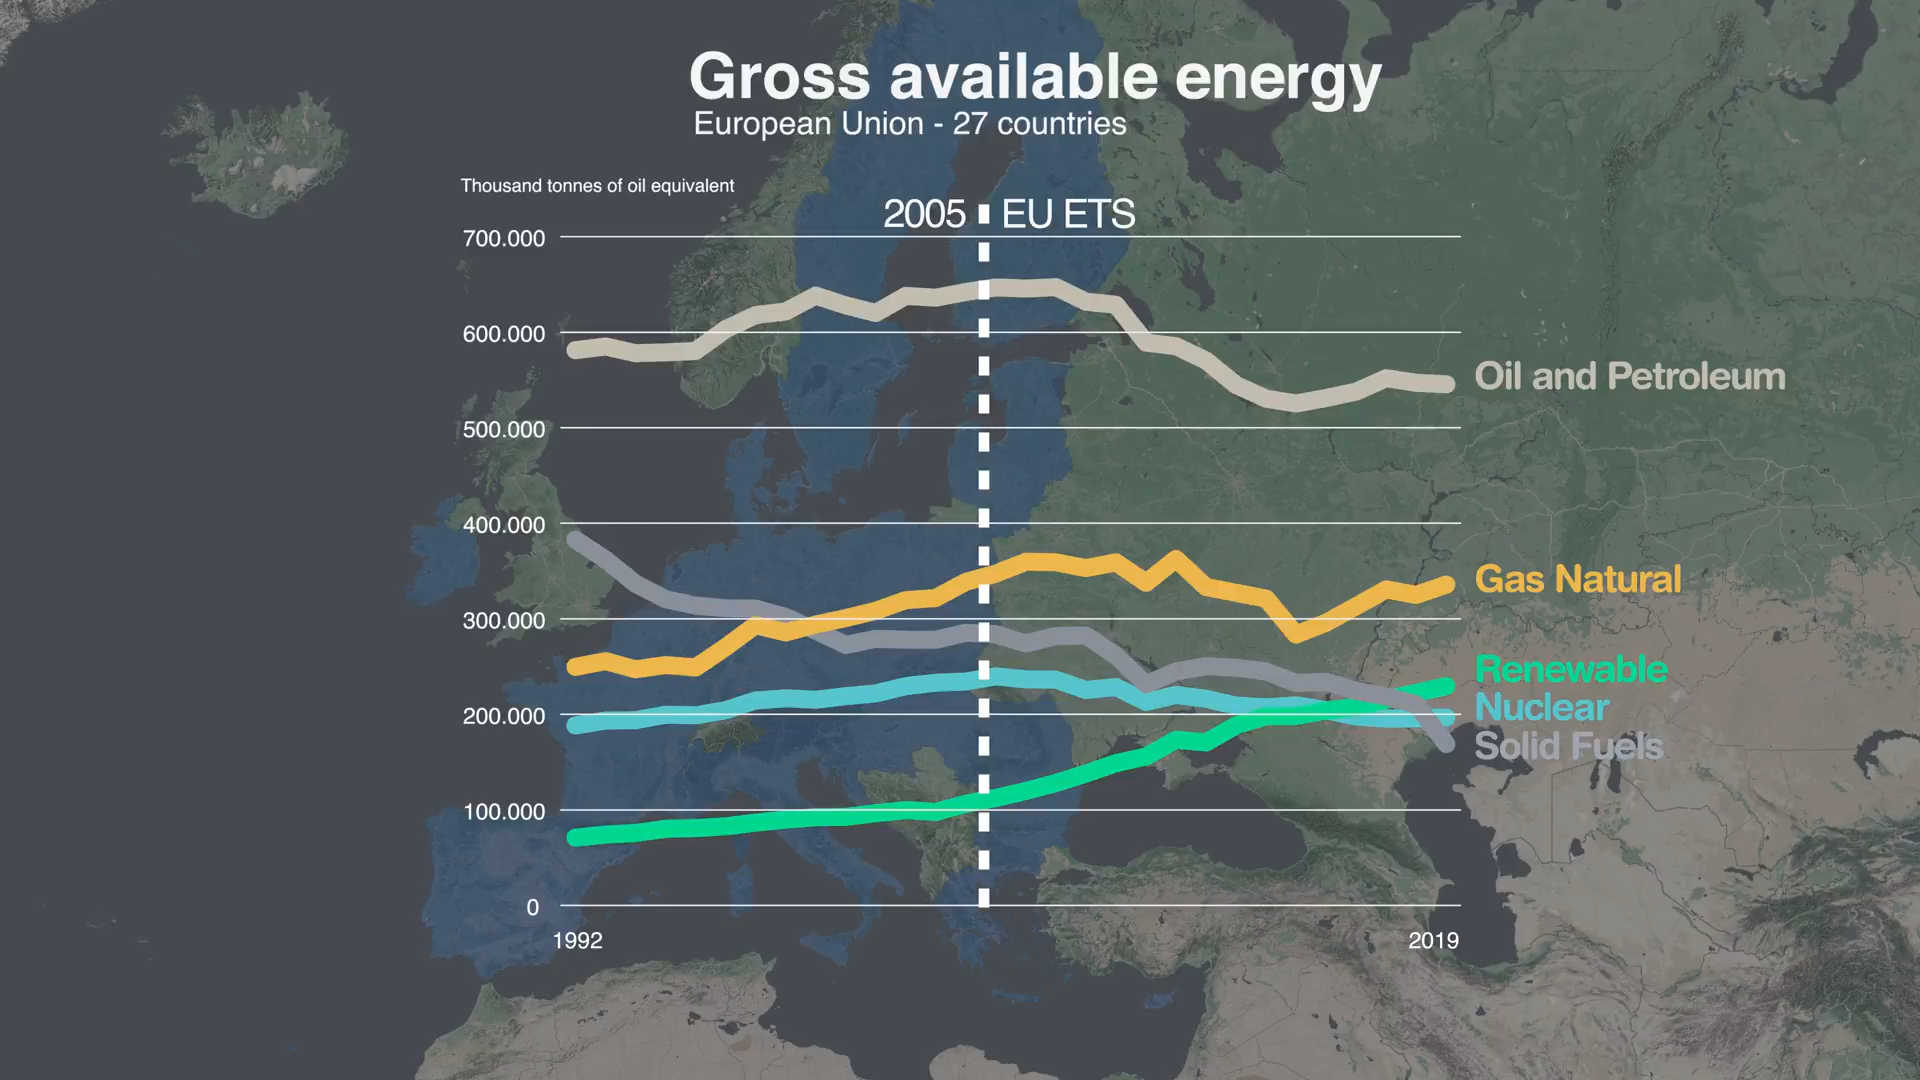 Gross available energy
European Union - 27 countries
Thousand tonnes of oil equivalent
2005 EU ETS
700.000
600.000
Oil and Petroleum
500.000
400.000
Gas Natural
300.000
Renewable
Nuclear
200.000
Solid Fuels
100.000
0
1992 2019